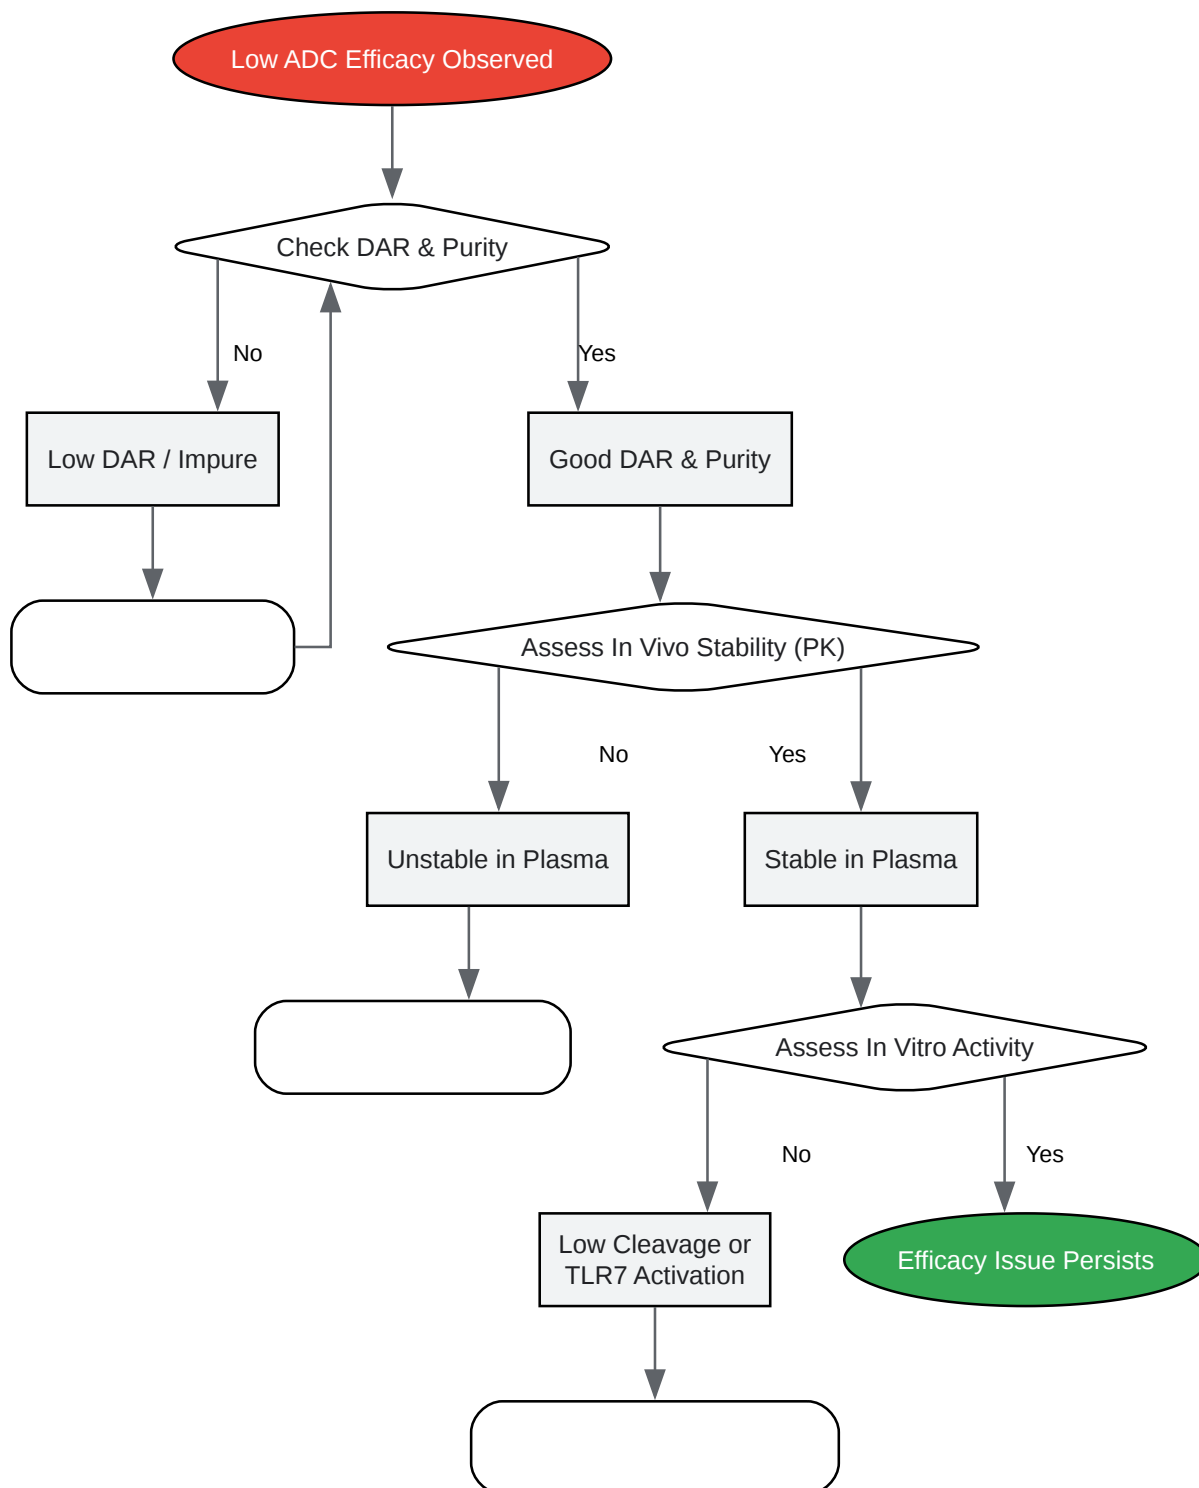 Low ADC Efficacy Observed
Check DAR & Purity
No
Yes
Low DAR / Impure
Good DAR & Purity
Assess In Vivo Stability (PK)
No
Yes
Unstable in Plasma
Stable in Plasma
Assess In Vitro Activity
No
Yes
Low Cleavage or
TLR7 Activation
Efficacy Issue Persists